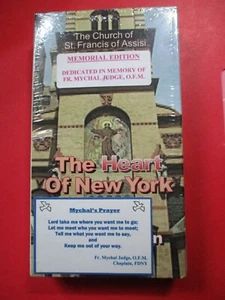 The Church of
St. Francis of Assisi
MEMORIAL EDITION
DEDICATED IN MEMORY OF
FR. MYCHAL JUDGE, O.F.M.
The Heart
Of New York
Mychal's Prayer
Lord take me where you want me to go;
Let me meet who you want me to meet;
Tell me what you want me to say, and
Keep me out of your way.
Fr. Mychal Judge, O.F.M.
Chaplain, FDNY